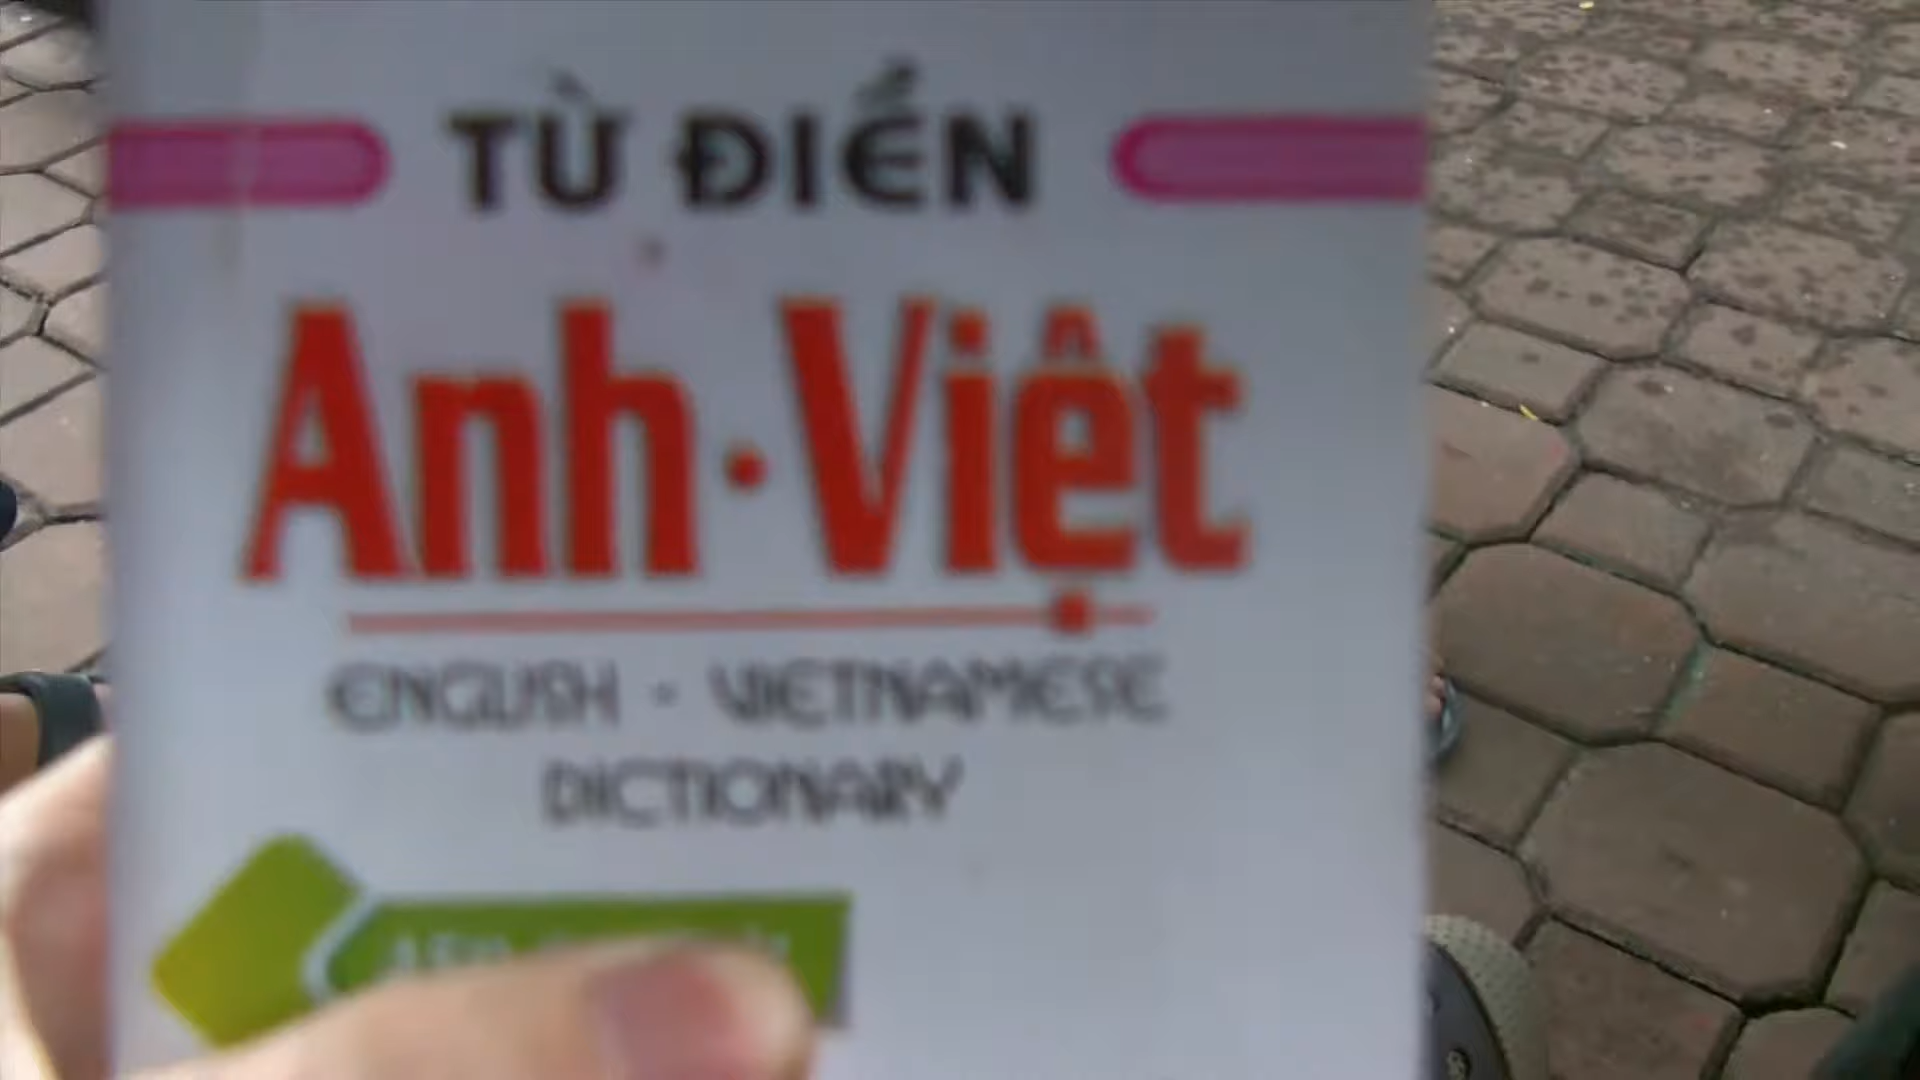 TỪ ĐIỂN
Anh·Việt
ENGLISH - VIETNAMESE
DICTIONARY